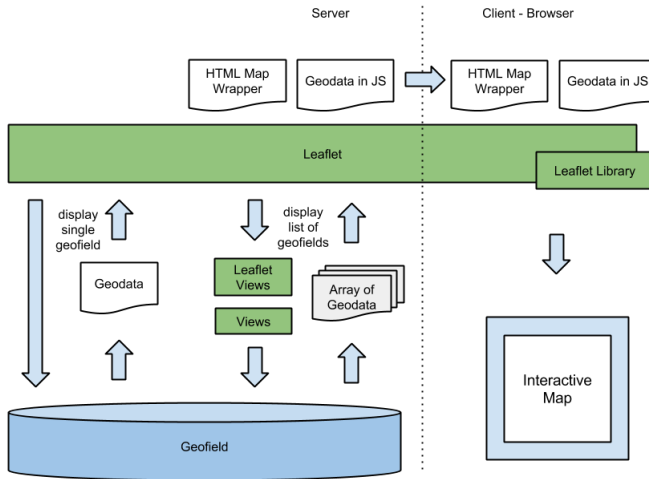 Server
Client - Browser
HTML Map
Wrapper
Geodata in JS
HTML Map
Wrapper
Geodata in JS
Leaflet
Leaflet Library
display
single
geofield
display
list of
geofields
Geodata
Leaflet
Views
Views
Array of
Geodata
Interactive
Map
Geofield